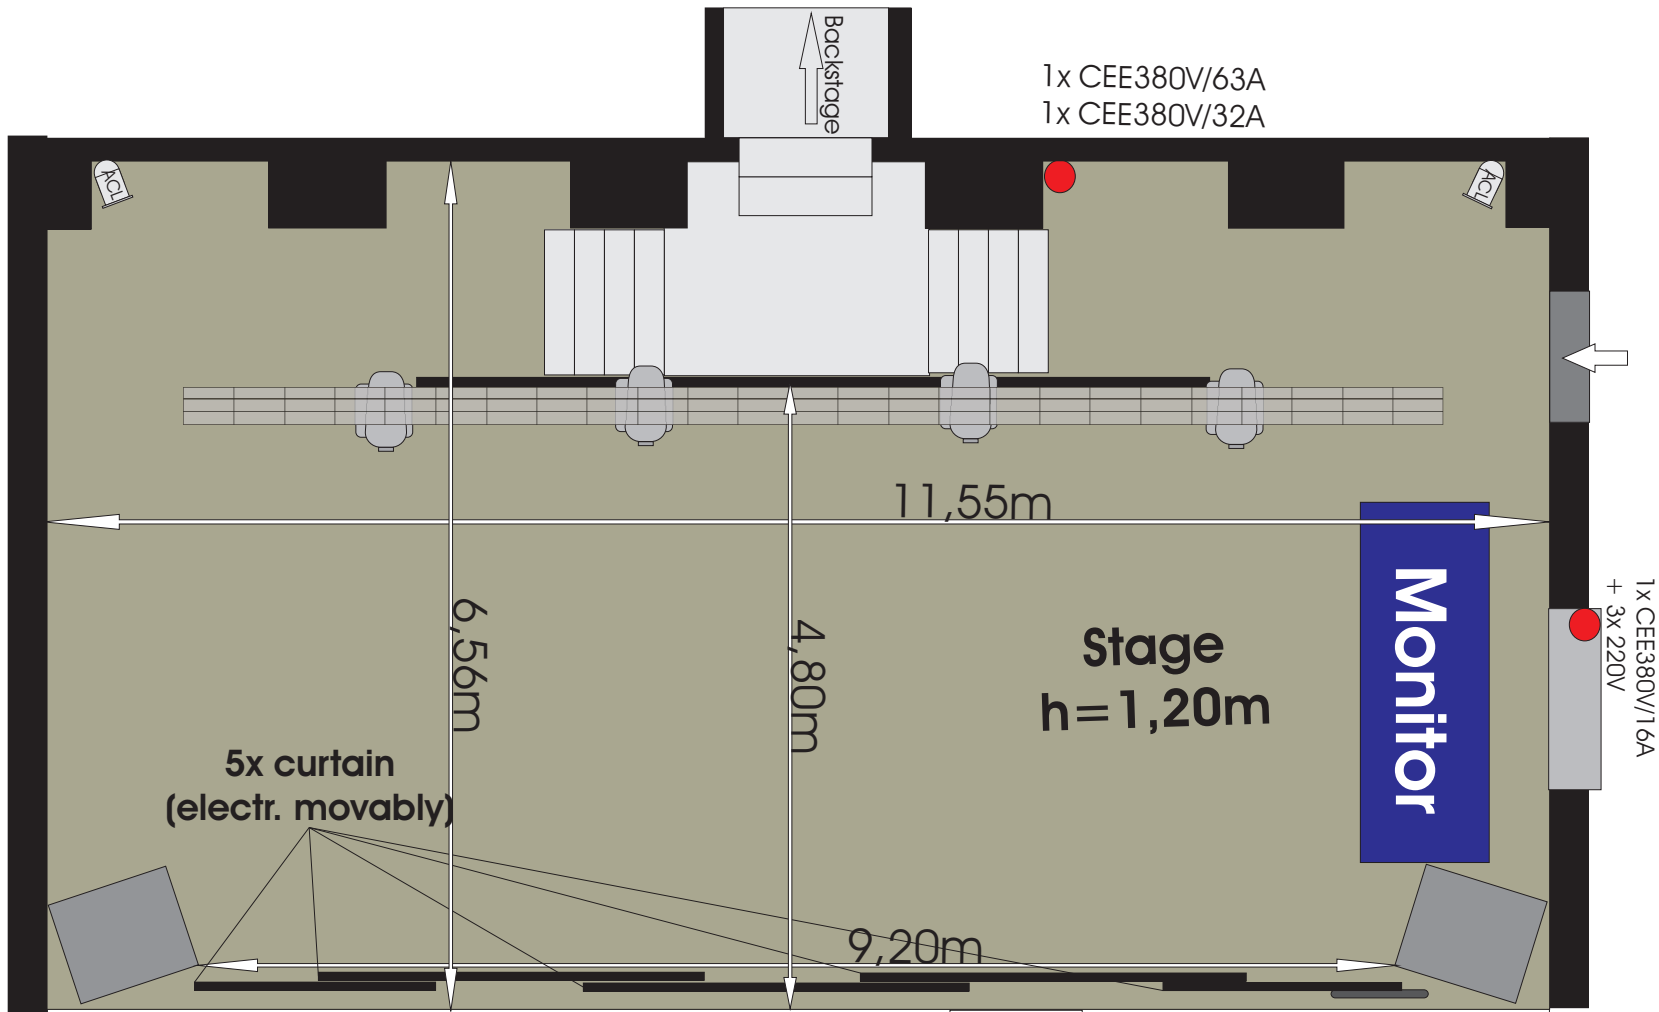 Backstage
1x CEE380V/63A
1x CEE380V/32A
ACL
ACL
11,55m
6,56m
4,80m
Stage
h=1,20m
Monitor
1x CEE380V/16A
+ 3x 220V
5x curtain
(electr. movably)
9,20m